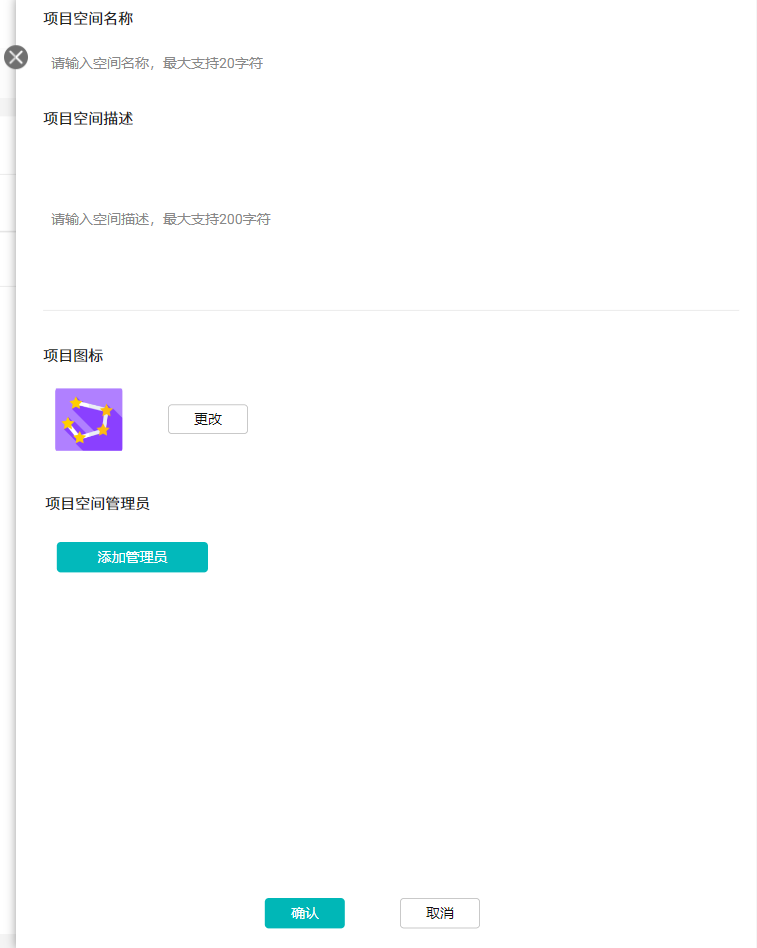 项目空间名称
请输入空间名称，最大支持20字符
项目空间描述
请输入空间描述，最大支持200字符
项目图标
更改
项目空间管理员
添加管理员
确认
取消